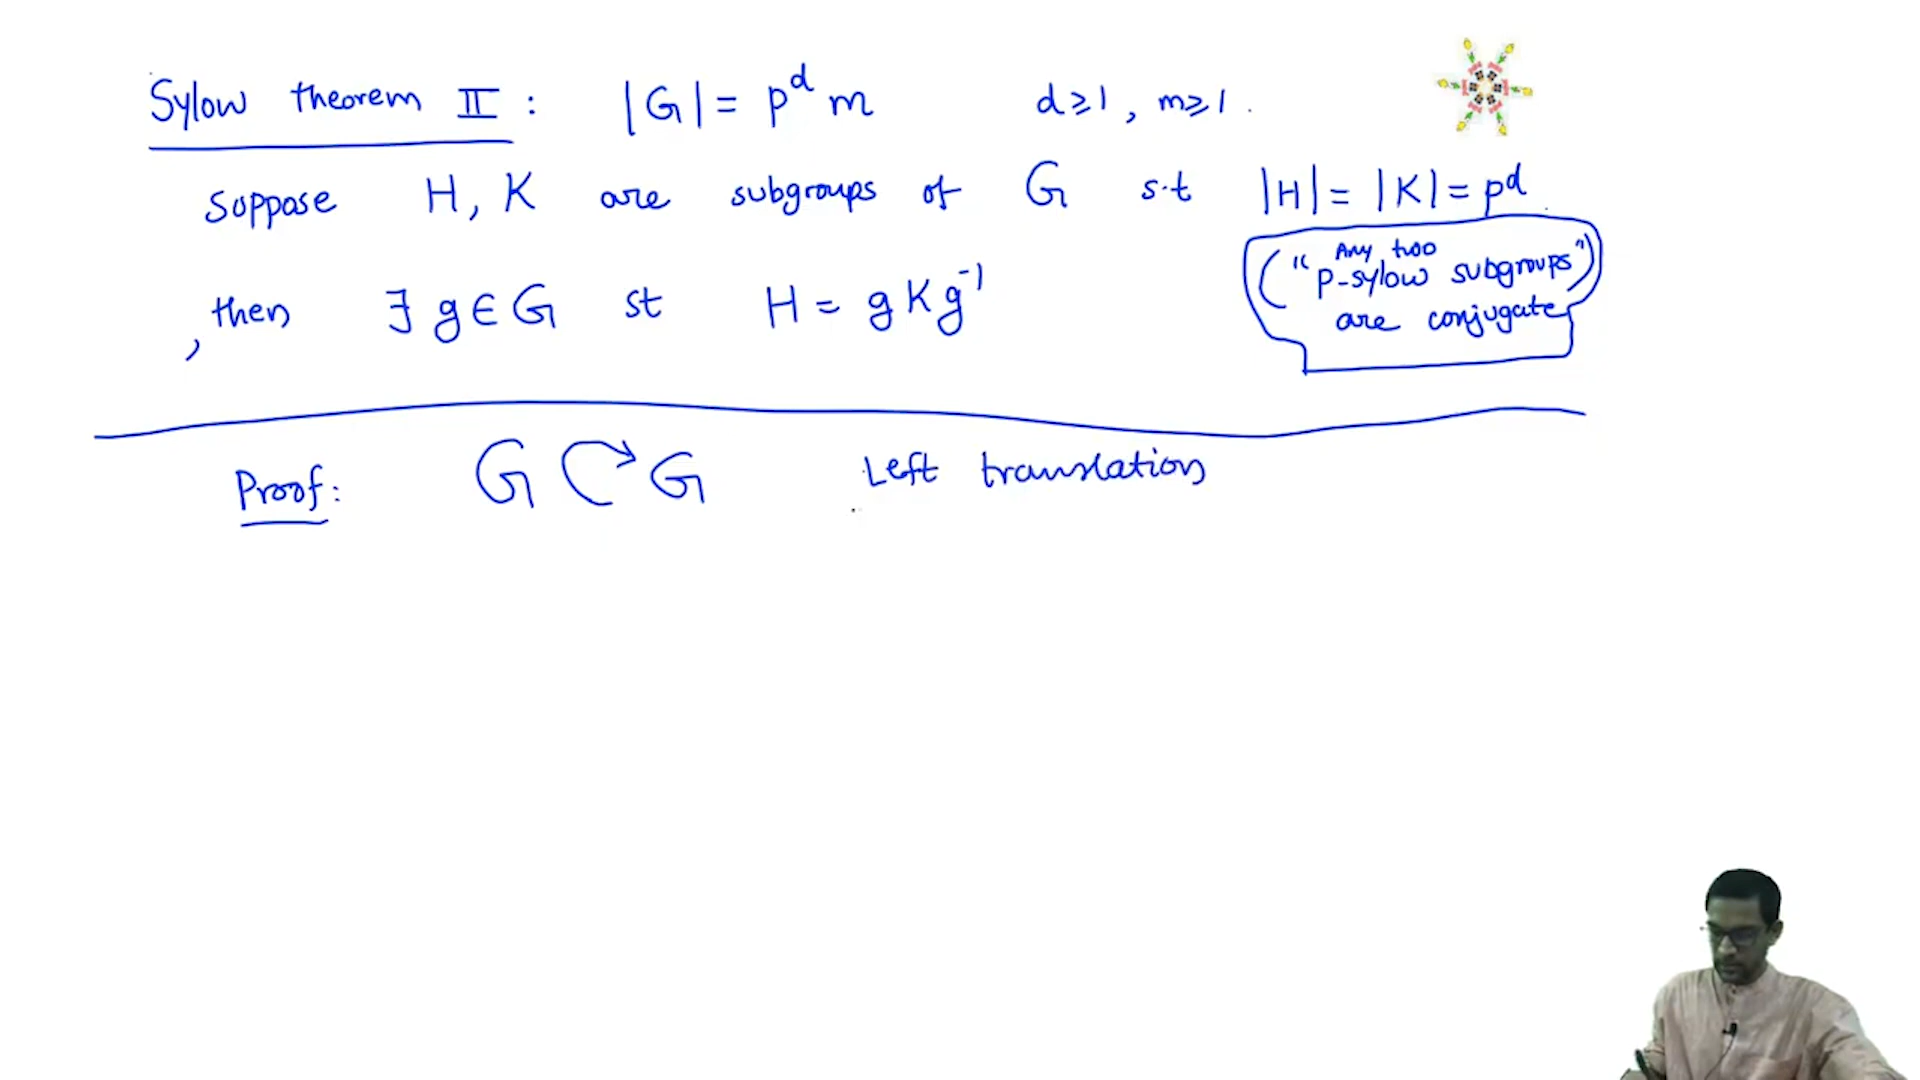 Sylow theorem II : |G| = p^d m d ≥ 1 , m ≥ 1 .
Suppose H, K are subgroups of G s.t |H| = |K| = p^d .
, then ∃ g ∈ G st H = g K g^-1
(" Any two
p-sylow subgroups ")
are conjugate
Proof: G ↷ G Left translation